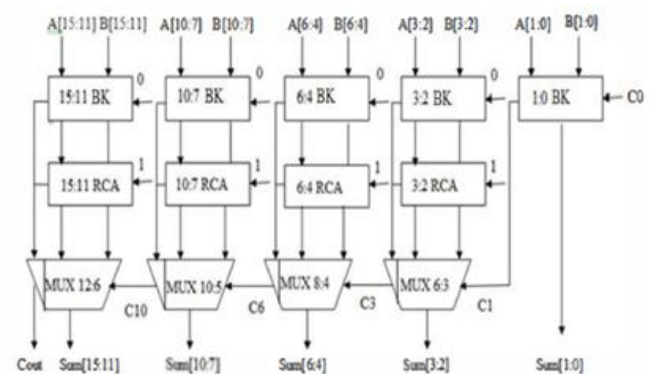 A[15:11] B[15:11] A[10:7] B[10:7] A[6:4] B[6:4] A[3:2] B[3:2] A[1:0] B[1:0]
0 0 0 0
15:11 BK 10:7 BK 6:4 BK 3:2 BK 1:0 BK C0
1 1 1 1
15:11 RCA 10:7 RCA 6:4 RCA 3:2 RCA
MUX 12:6 MUX 10:5 MUX 8:4 MUX 6:3
C10 C6 C3 C1
Cout Sum[15:11] Sum[10:7] Sum[6:4] Sum[3:2] Sum[1:0]